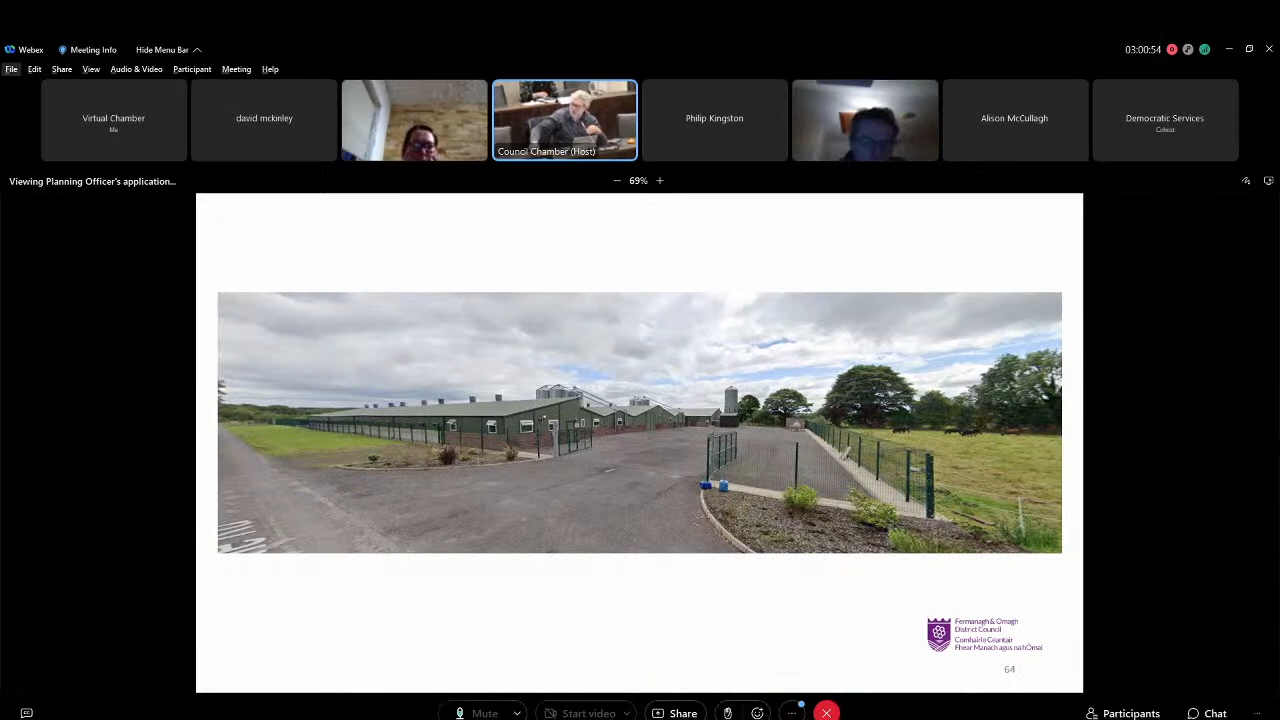 Webex
Meeting Info
Hide Menu Bar
03:00:54
File Edit Share View Audio & Video Participant Meeting Help
Virtual Chamber
Me
david mckinley
Council Chamber (Host)
Philip Kingston
Alison McCullagh
Democratic Services
Cohost
Viewing Planning Officer's application...
69%
Fermanagh & Omagh
District Council
Comhairle Ceantair
Fhear Manach agus na hÓmaí
64
Mute
Start video
Share
Participants
Chat